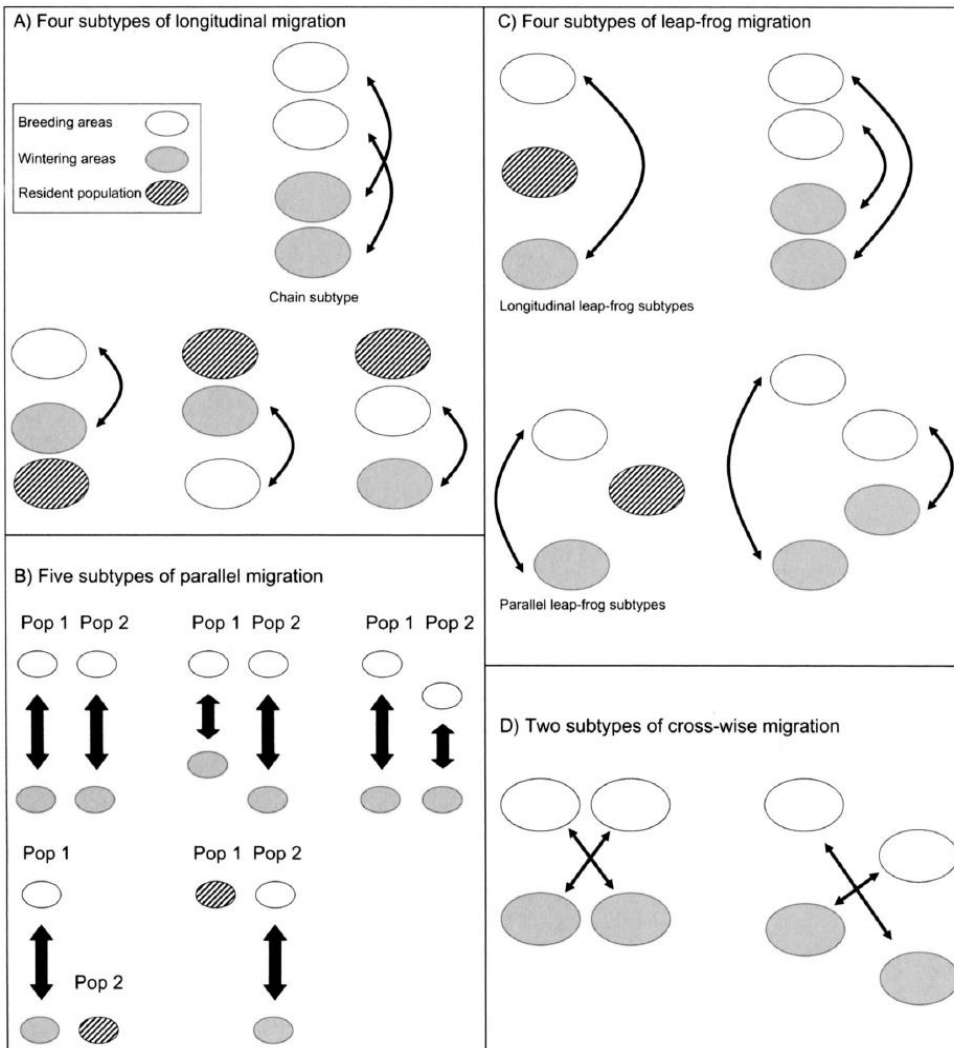 A) Four subtypes of longitudinal migration
Breeding areas
Wintering areas
Resident population
Chain subtype
B) Five subtypes of parallel migration
Pop 1 Pop 2
Pop 1 Pop 2
Pop 1 Pop 2
Pop 1
Pop 2
Pop 1 Pop 2
C) Four subtypes of leap-frog migration
Longitudinal leap-frog subtypes
Parallel leap-frog subtypes
D) Two subtypes of cross-wise migration